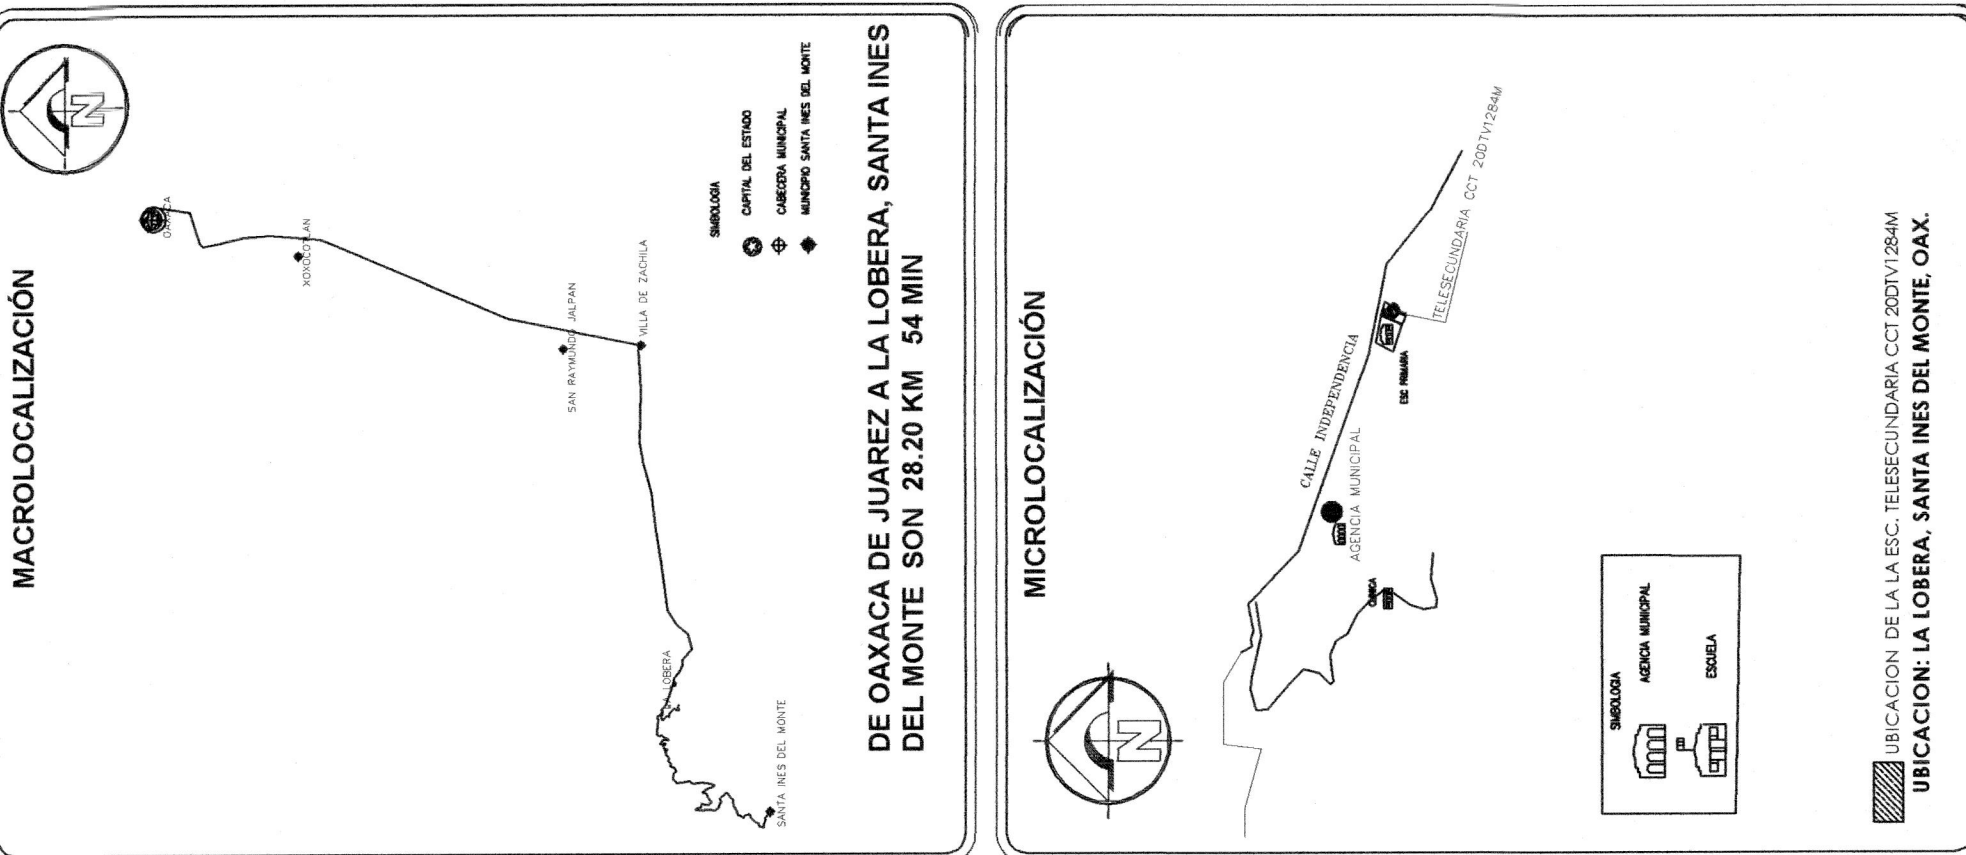 MACROLOCALIZACIÓN
N
OAXACA
XOXOCOTLAN
SAN RAYMUNDO JALPAN
VILLA DE ZACHILA
LA LOBERA
SANTA INES DEL MONTE
SIMBOLOGIA
CAPITAL DEL ESTADO
CABECERA MUNICIPAL
MUNICIPIO SANTA INES DEL MONTE
DE OAXACA DE JUAREZ A LA LOBERA, SANTA INES
DEL MONTE SON 28.20 KM 54 MIN
MICROLOCALIZACIÓN
N
CALLE INDEPENDENCIA
AGENCIA MUNICIPAL
CLINICA
ESC PRIMARIA
TELESECUNDARIA CCT 20DTV1284M
SIMBOLOGIA
AGENCIA MUNICIPAL
ESCUELA
UBICACION DE LA ESC. TELESECUNDARIA CCT 20DTV1284M
UBICACION: LA LOBERA, SANTA INES DEL MONTE, OAX.